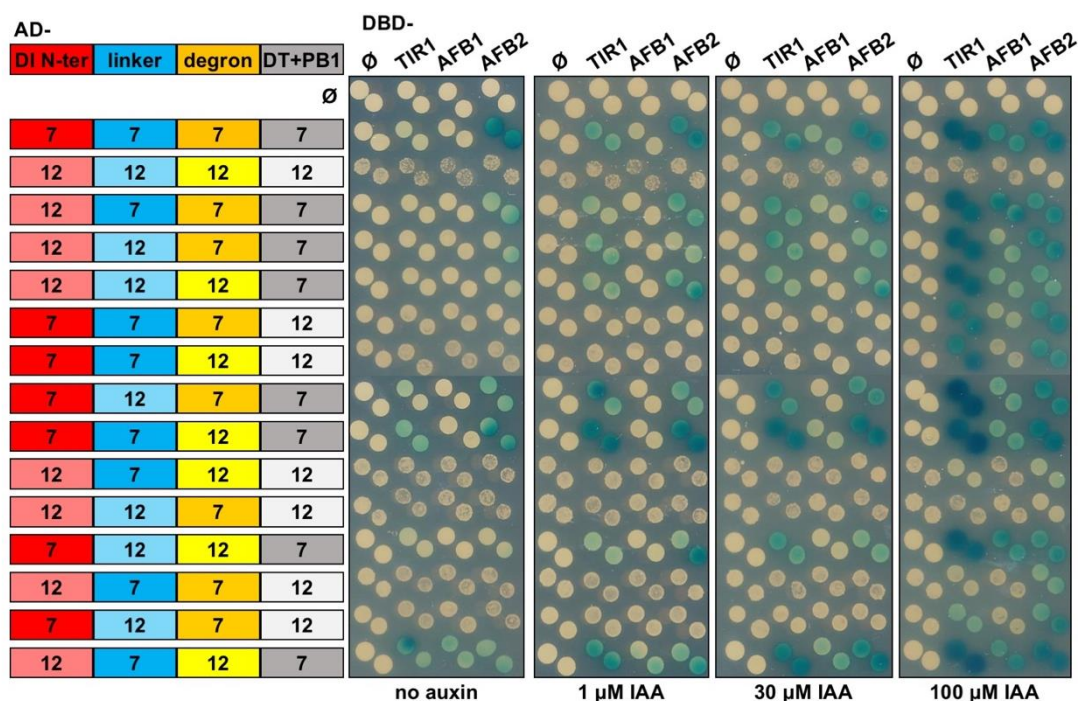 AD-
DBD-
DI N-ter linker degron DT+PB1
Ø TIR1 AFB1 AFB2 Ø TIR1 AFB1 AFB2 Ø TIR1 AFB1 AFB2 Ø TIR1 AFB1 AFB2
Ø
7 7 7 7
12 12 12 12
12 7 7 7
12 12 7 7
12 12 12 7
7 7 7 12
7 7 12 12
7 12 7 7
7 7 12 7
12 12 12 12
12 12 7 12
7 12 12 7
12 7 7 12
7 12 7 12
12 7 12 7
no auxin 1 µM IAA 30 µM IAA 100 µM IAA